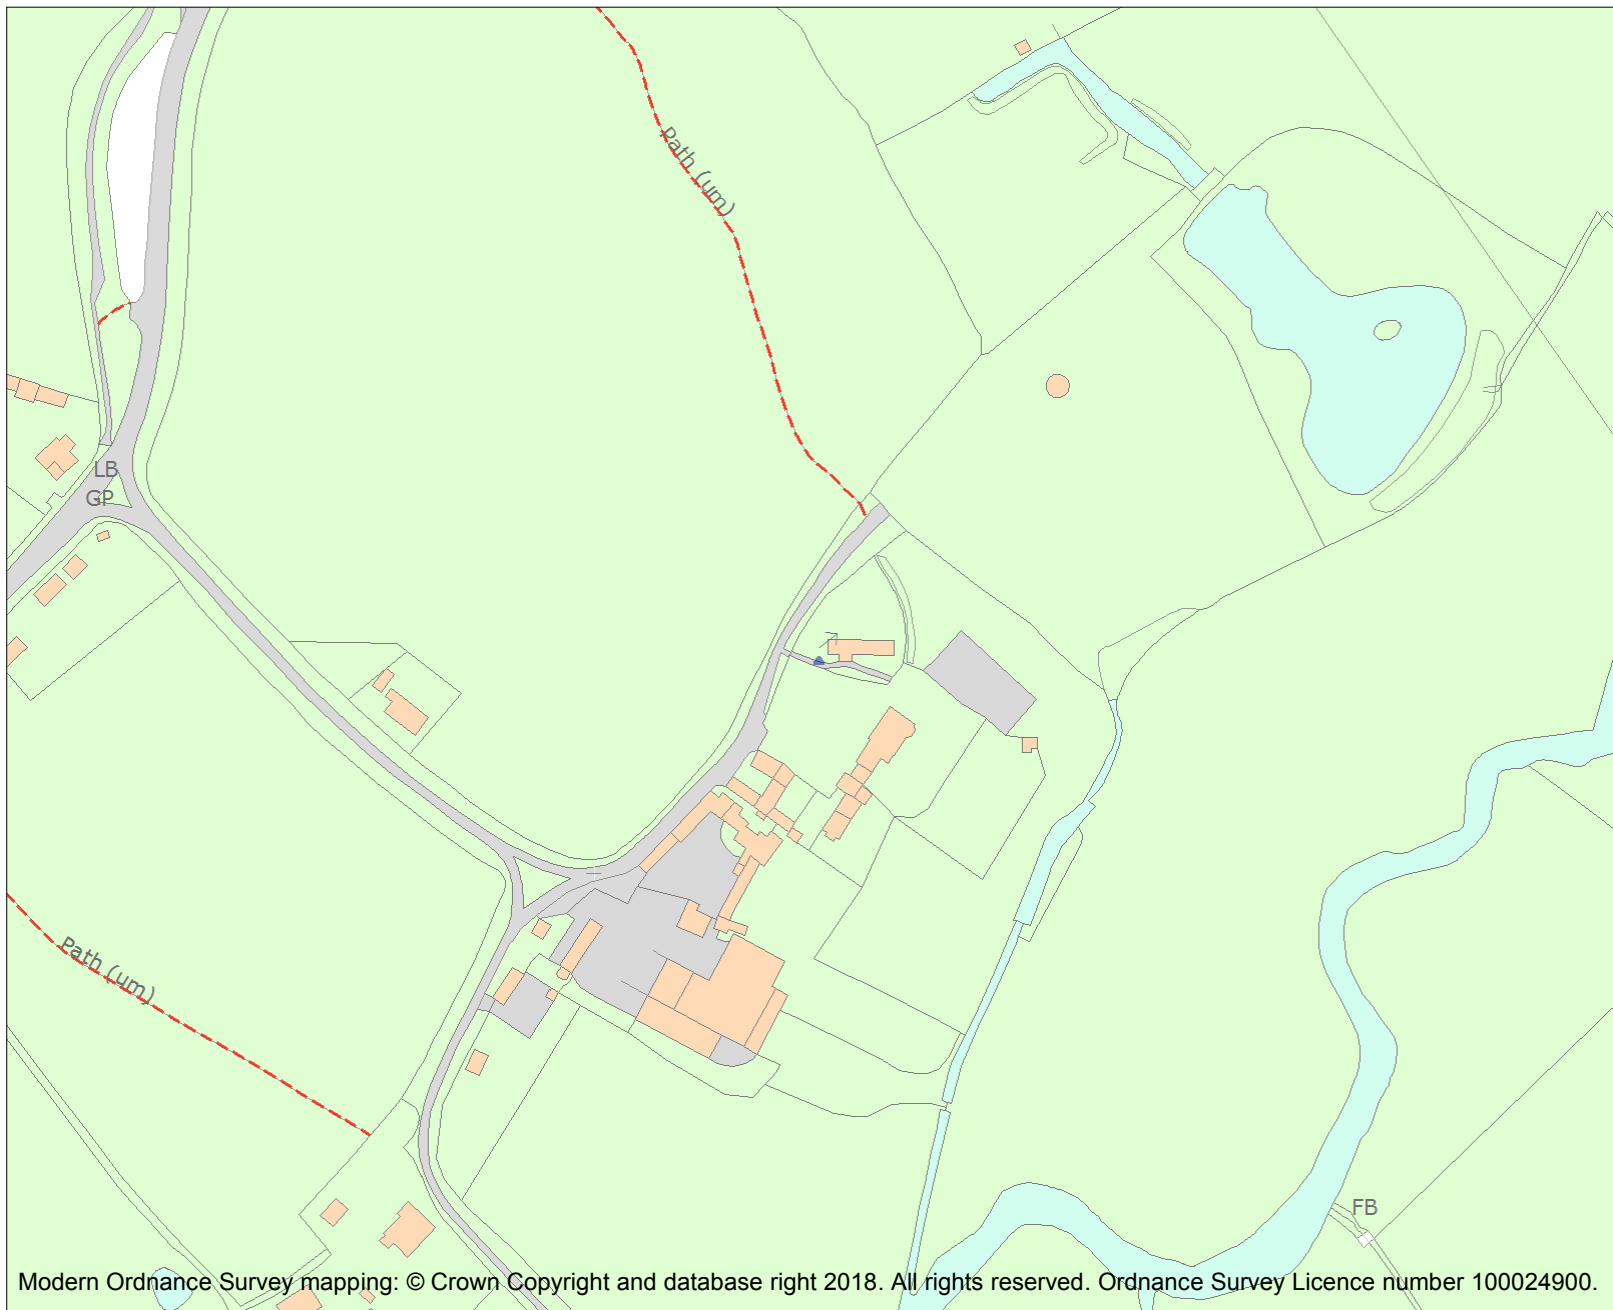 Path (um)
LB
GP
Path (um)
FB
Modern Ordnance Survey mapping: © Crown Copyright and database right 2018. All rights reserved. Ordnance Survey Licence number 100024900.